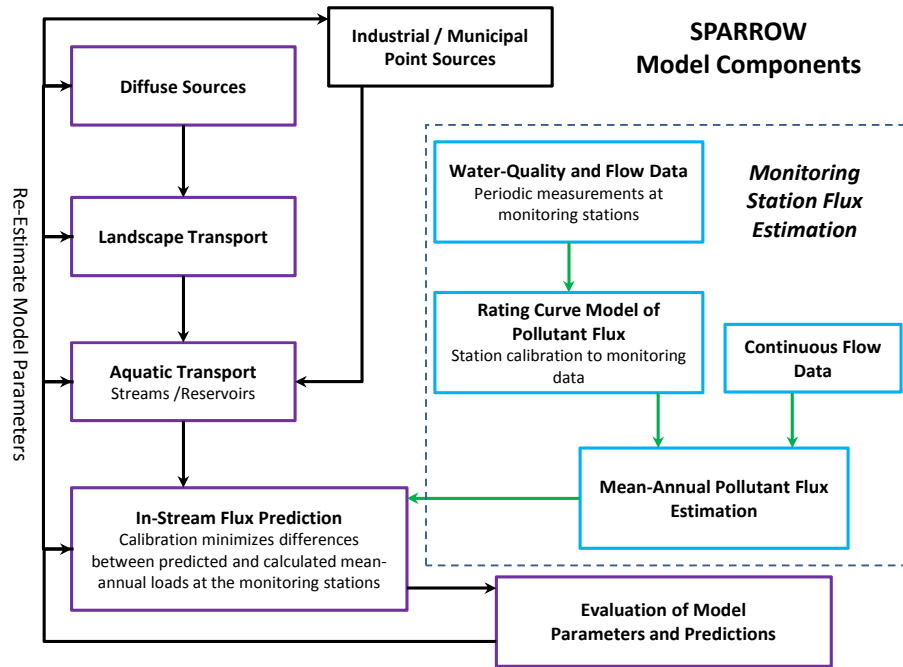 SPARROW
Model Components
Industrial / Municipal
Point Sources
Diffuse Sources
Landscape Transport
Aquatic Transport
Streams /Reservoirs
In-Stream Flux Prediction
Calibration minimizes differences
between predicted and calculated mean-
annual loads at the monitoring stations
Re-Estimate Model Parameters
Monitoring
Station Flux
Estimation
Water-Quality and Flow Data
Periodic measurements at
monitoring stations
Rating Curve Model of
Pollutant Flux
Station calibration to monitoring
data
Continuous Flow
Data
Mean-Annual Pollutant Flux
Estimation
Evaluation of Model
Parameters and Predictions